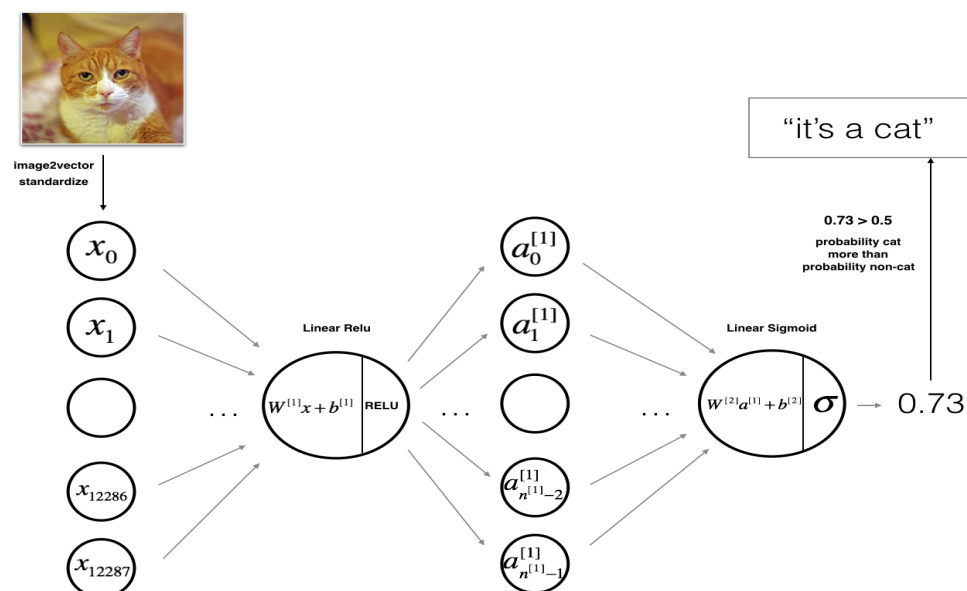 “it’s a cat”
image2vector
standardize
0.73 > 0.5
probability cat
more than
probability non-cat
x₀
a₀^[1]
x₁
a₁^[1]
Linear Relu
Linear Sigmoid
W^[1]x + b^[1] RELU
W^[2]a^[1] + b^[2] σ
0.73
. . .
. . .
. . .
x₁₂₂₈₆
a^[1]_{n^[1]−2}
x₁₂₂₈₇
a^[1]_{n^[1]−1}